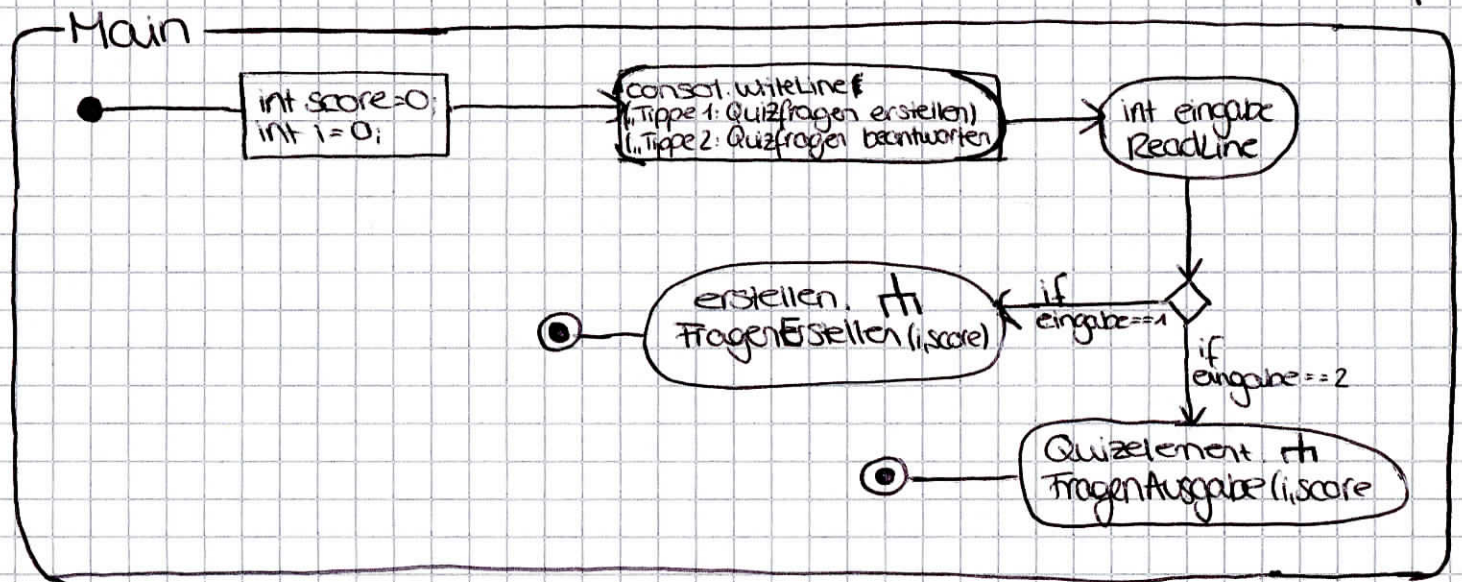 Main
int score=0;
int i=0;
consol.writeLine(
(„Tippe 1: Quizfragen erstellen)
(„Tippe 2: Quizfragen beantworten
int eingabe
ReadLine
if
eingabe==1
erstellen.
FragenErstellen(i,score)
if
eingabe==2
Quizelement.
FragenAusgabe(i,score